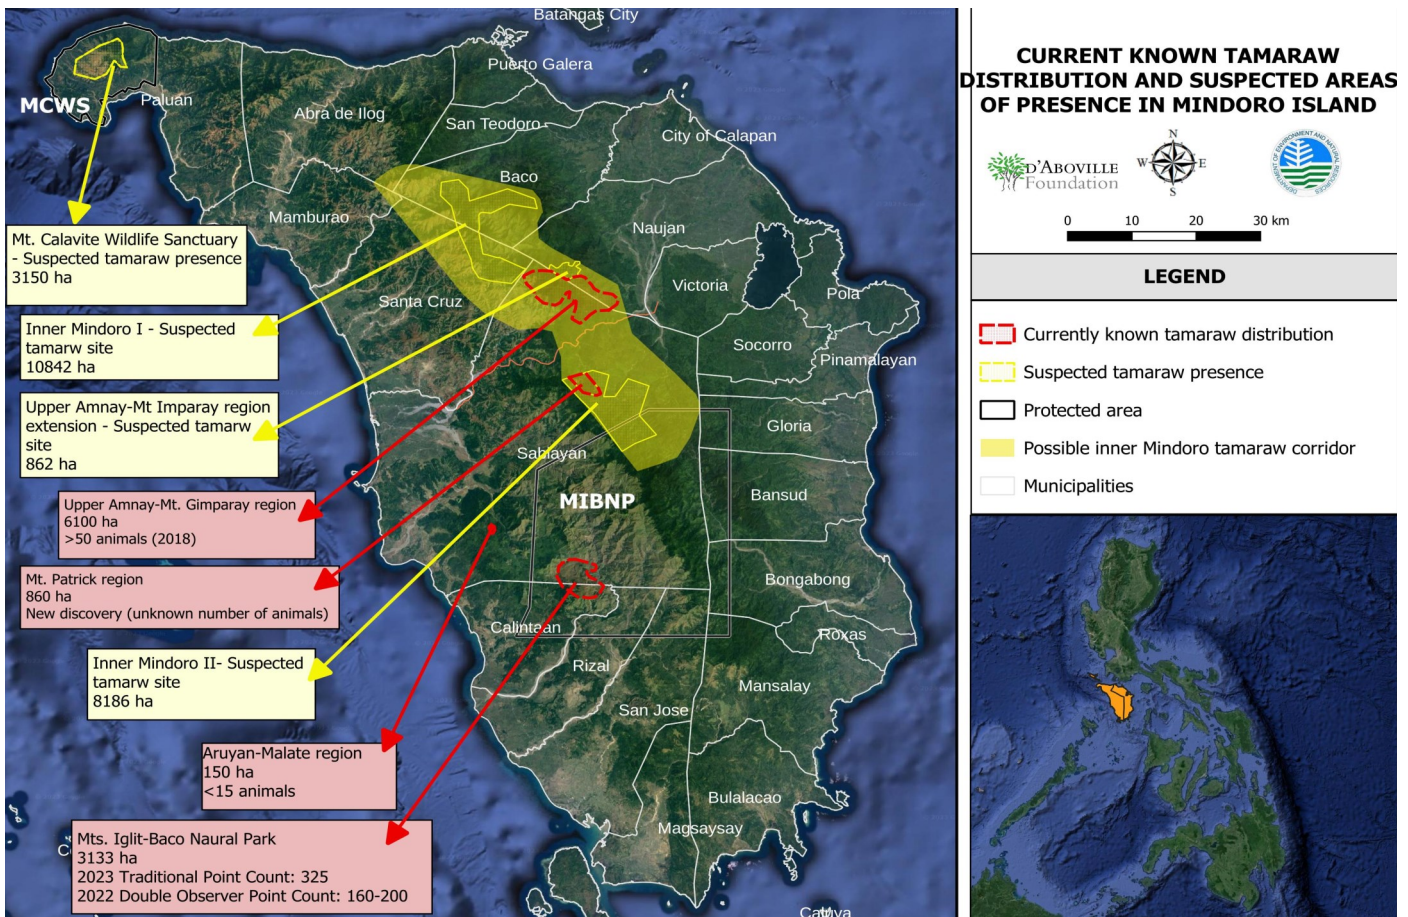 Batangas City
Puerto Galera
MCWS
Paluan
Abra de Ilog
San Teodoro
City of Calapan
Baco
Mamburao
Naujan
Mt. Calavite Wildlife Sanctuary
- Suspected tamaraw presence
3150 ha
Santa Cruz
Victoria
Pola
Inner Mindoro I - Suspected
tamarw site
10842 ha
Socorro
Pinamalayan
Upper Amnay-Mt Imparay region
extension - Suspected tamarw
site
862 ha
Gloria
Sablayan
MIBNP
Bansud
Upper Amnay-Mt. Gimparay region
6100 ha
>50 animals (2018)
Mt. Patrick region
860 ha
New discovery (unknown number of animals)
Bongabong
Calintaan
Roxas
Inner Mindoro II- Suspected
tamarw site
8186 ha
Rizal
Mansalay
San Jose
Aruyan-Malate region
150 ha
<15 animals
Bulalacao
Magsaysay
Mts. Iglit-Baco Naural Park
3133 ha
2023 Traditional Point Count: 325
2022 Double Observer Point Count: 160-200
CURRENT KNOWN TAMARAW
DISTRIBUTION AND SUSPECTED AREAS
OF PRESENCE IN MINDORO ISLAND
D'ABOVILLE
Foundation
N
W E
S
DEPARTMENT OF ENVIRONMENT AND NATURAL RESOURCES
0 10 20 30 km
LEGEND
Currently known tamaraw distribution
Suspected tamaraw presence
Protected area
Possible inner Mindoro tamaraw corridor
Municipalities